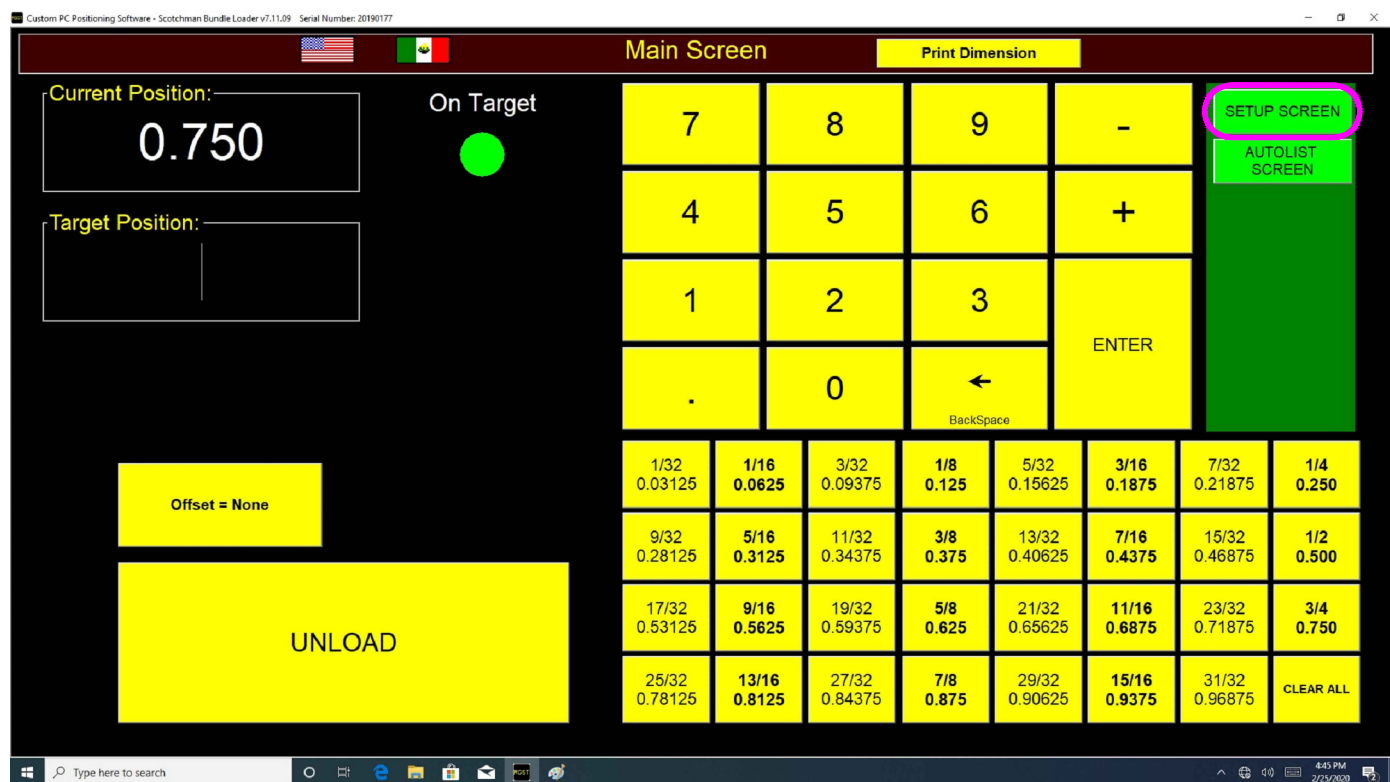 Custom PC Positioning Software - Scotchman Bundle Loader v7.11.09 Serial Number: 20190177
Main Screen
Print Dimension
Current Position:
0.750
On Target
Target Position:
7 8 9 -
4 5 6 +
1 2 3
ENTER
. 0 ←
BackSpace
SETUP SCREEN
AUTOLIST
SCREEN
Offset = None
UNLOAD
1/32 1/16 3/32 1/8 5/32 3/16 7/32 1/4
0.03125 0.0625 0.09375 0.125 0.15625 0.1875 0.21875 0.250
9/32 5/16 11/32 3/8 13/32 7/16 15/32 1/2
0.28125 0.3125 0.34375 0.375 0.40625 0.4375 0.46875 0.500
17/32 9/16 19/32 5/8 21/32 11/16 23/32 3/4
0.53125 0.5625 0.59375 0.625 0.65625 0.6875 0.71875 0.750
25/32 13/16 27/32 7/8 29/32 15/16 31/32 CLEAR ALL
0.78125 0.8125 0.84375 0.875 0.90625 0.9375 0.96875
Type here to search
4:45 PM
2/25/2020